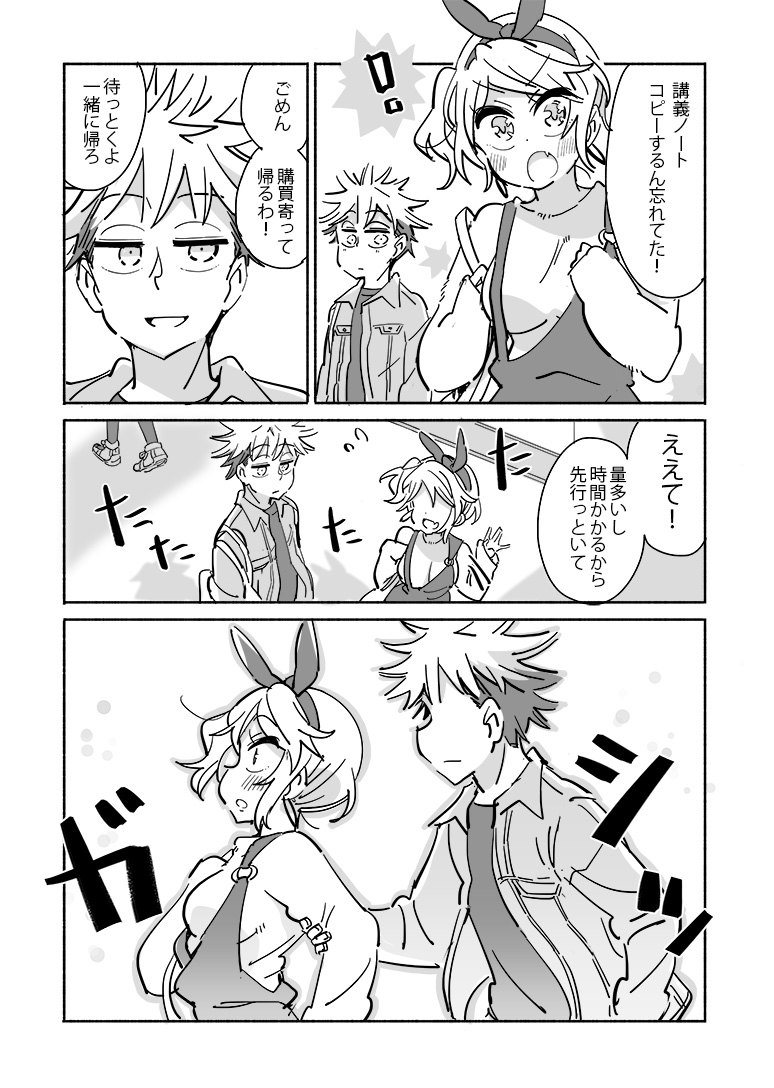 講義ノート
コピーするん忘れてた！
！。
ごめん
購買寄って
帰るわ！
待っとくよ
一緒に帰ろ
ええて！
量多いし
時間かかるから
先行っといて
たた
たた
ガシッ